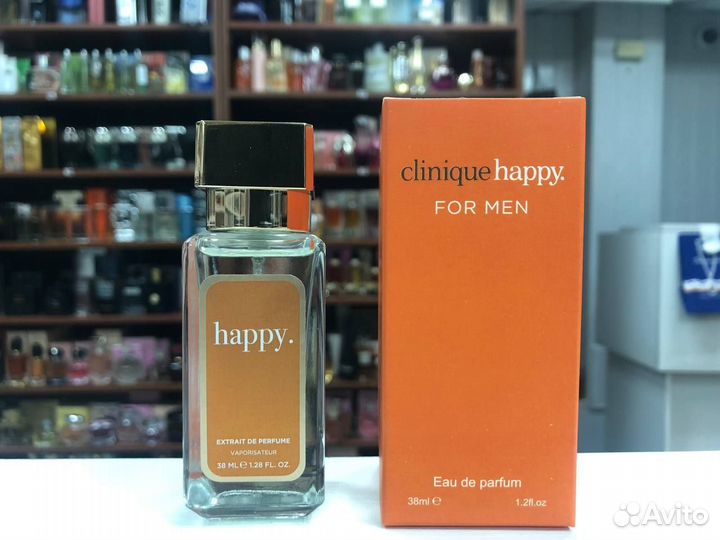 happy.
EXTRAIT DE PERFUME
VAPORISATEUR
38 ML ℮ 1.28 FL. OZ.
clinique happy.
FOR MEN
Eau de parfum
38ml ℮ 1.2fl.oz
Avito